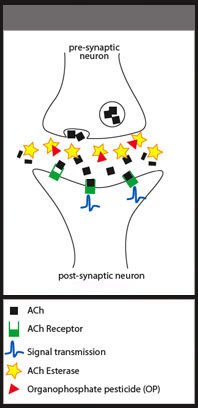 pre-synaptic
neuron
post-synaptic neuron
ACh
ACh Receptor
Signal transmission
ACh Esterase
Organophosphate pesticide (OP)